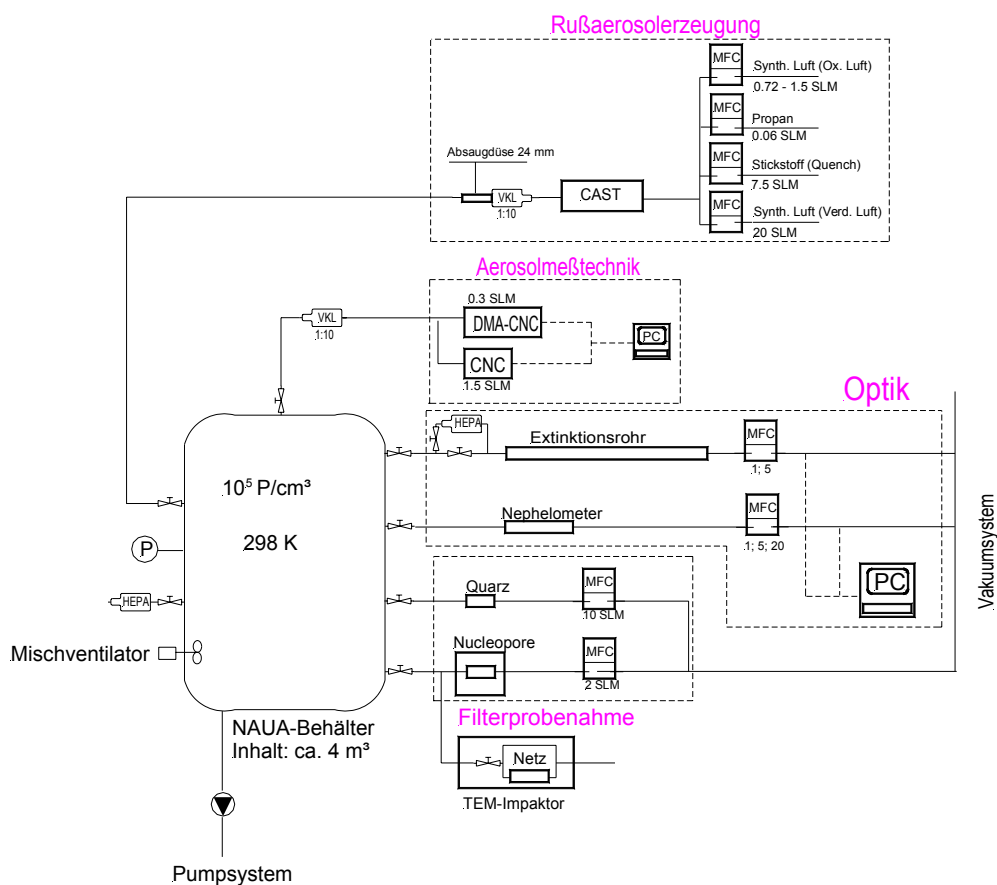 Rußaerosolerzeugung
MFC
Synth. Luft (Ox. Luft)
0.72 - 1.5 SLM
MFC
Propan
0.06 SLM
Absaugdüse 24 mm
MFC
Stickstoff (Quench)
7.5 SLM
VKL
1:10
CAST
MFC
Synth. Luft (Verd. Luft)
20 SLM
Aerosolmeßtechnik
0.3 SLM
VKL
1:10
DMA-CNC
PC
CNC
1.5 SLM
Optik
HEPA
Extinktionsrohr
MFC
1; 5
10⁵ P/cm³
298 K
Nephelometer
MFC
1; 5; 20
P
PC
Vakuumsystem
HEPA
Quarz
MFC
10 SLM
Mischventilator
Nucleopore
MFC
2 SLM
Filterprobenahme
NAUA-Behälter
Inhalt: ca. 4 m³
Netz
TEM-Impaktor
Pumpsystem